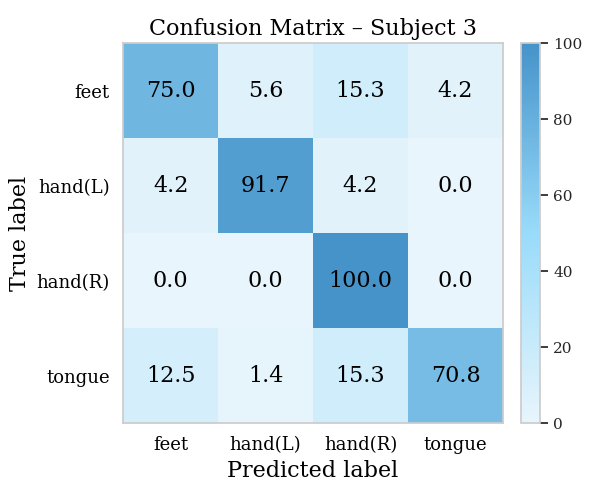 Confusion Matrix – Subject 3
True label
feet 75.0 5.6 15.3 4.2
hand(L) 4.2 91.7 4.2 0.0
hand(R) 0.0 0.0 100.0 0.0
tongue 12.5 1.4 15.3 70.8
feet hand(L) hand(R) tongue
Predicted label
100
80
60
40
20
0